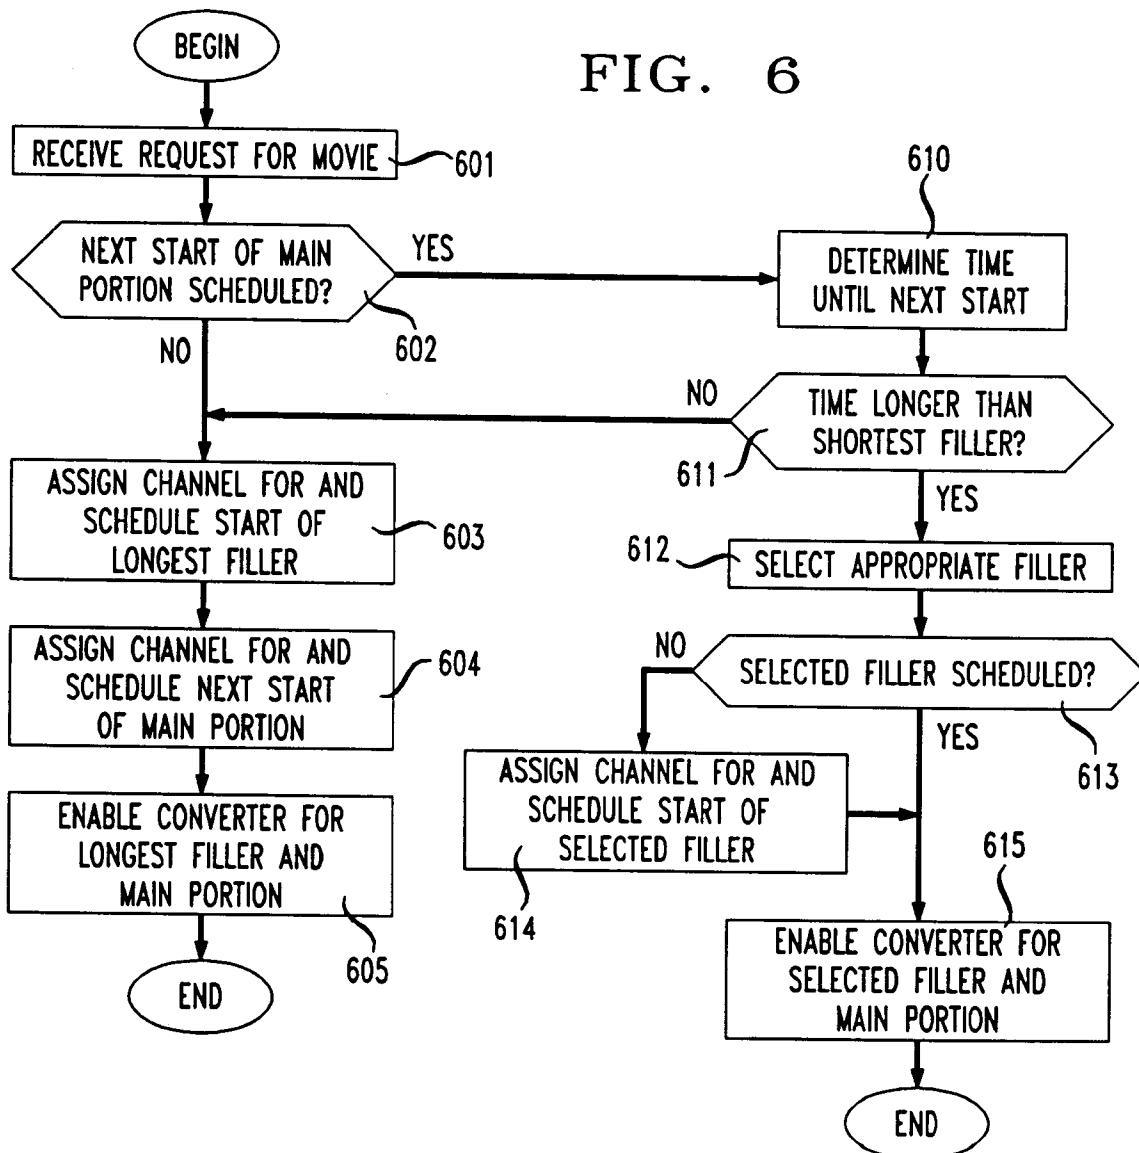 BEGIN
FIG. 6
RECEIVE REQUEST FOR MOVIE
601
NEXT START OF MAIN
PORTION SCHEDULED?
602
YES
NO
610
DETERMINE TIME
UNTIL NEXT START
TIME LONGER THAN
SHORTEST FILLER?
611
NO
YES
ASSIGN CHANNEL FOR AND
SCHEDULE START OF
LONGEST FILLER
603
612
SELECT APPROPRIATE FILLER
ASSIGN CHANNEL FOR AND
SCHEDULE NEXT START
OF MAIN PORTION
604
SELECTED FILLER SCHEDULED?
613
NO
YES
ASSIGN CHANNEL FOR AND
SCHEDULE START OF
SELECTED FILLER
614
ENABLE CONVERTER FOR
LONGEST FILLER AND
MAIN PORTION
605
END
615
ENABLE CONVERTER FOR
SELECTED FILLER AND
MAIN PORTION
END